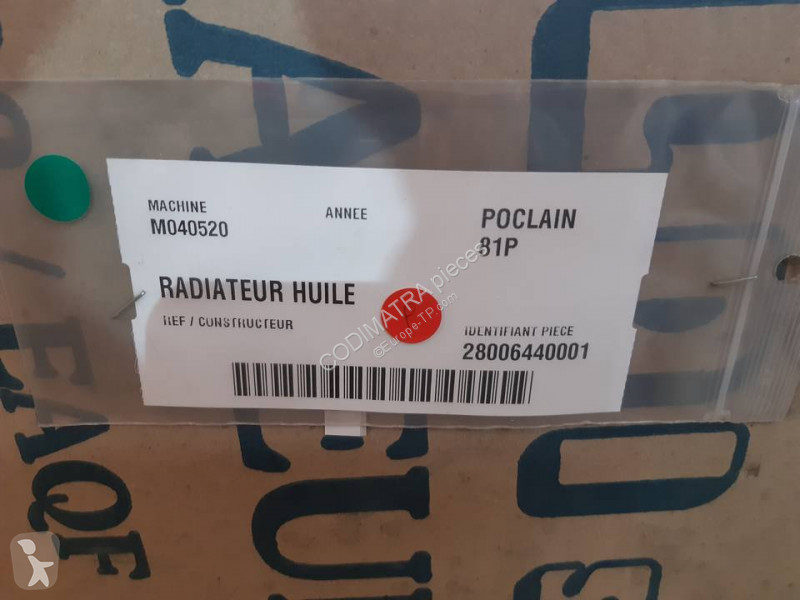 MACHINE
M040520
ANNEE
POCLAIN
81P
RADIATEUR HUILE
REF / CONSTRUCTEUR
IDENTIFIANT PIECE
28006440001
CODIMATRA pieces
©Europe-TP.com